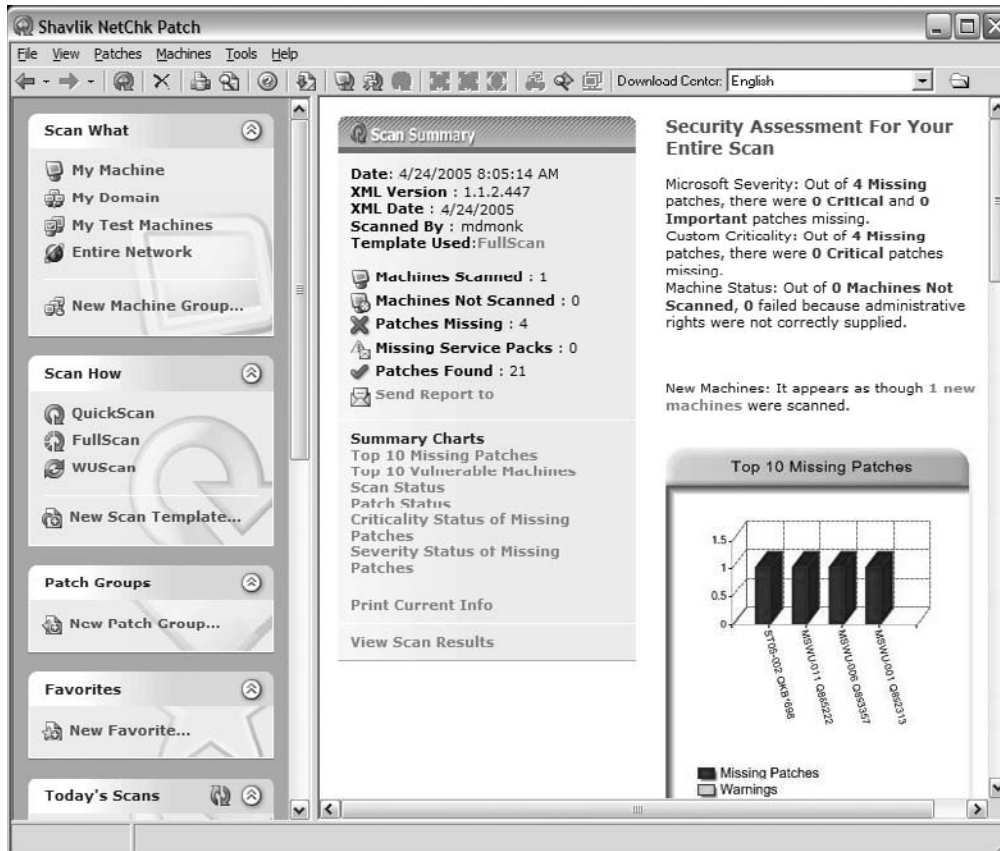 Shavlik NetChk Patch
File View Patches Machines Tools Help
Download Center: English
Scan What
My Machine
My Domain
My Test Machines
Entire Network
New Machine Group...
Scan How
QuickScan
FullScan
WUScan
New Scan Template...
Patch Groups
New Patch Group...
Favorites
New Favorite...
Today's Scans
Scan Summary
Date: 4/24/2005 8:05:14 AM
XML Version : 1.1.2.447
XML Date : 4/24/2005
Scanned By : mdmonk
Template Used:FullScan
Machines Scanned : 1
Machines Not Scanned : 0
Patches Missing : 4
Missing Service Packs : 0
Patches Found : 21
Send Report to
Summary Charts
Top 10 Missing Patches
Top 10 Vulnerable Machines
Scan Status
Patch Status
Criticality Status of Missing
Patches
Severity Status of Missing
Patches
Print Current Info
View Scan Results
Security Assessment For Your
Entire Scan
Microsoft Severity: Out of 4 Missing
patches, there were 0 Critical and 0
Important patches missing.
Custom Criticality: Out of 4 Missing
patches, there were 0 Critical patches
missing.
Machine Status: Out of 0 Machines Not
Scanned, 0 failed because administrative
rights were not correctly supplied.
New Machines: It appears as though 1 new
machines were scanned.
Top 10 Missing Patches
1.5
1
0.5
0
MSWU-011 Q885222
MSWU-006 Q893357
MSWU-001 Q892313
Missing Patches
Warnings